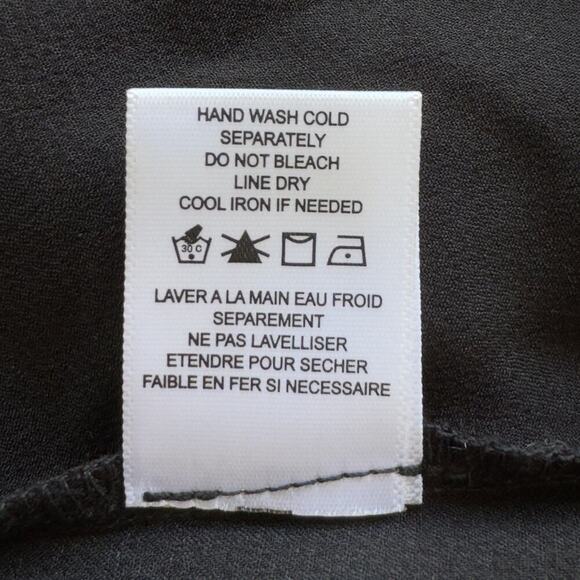 HAND WASH COLD
SEPARATELY
DO NOT BLEACH
LINE DRY
COOL IRON IF NEEDED
30 C
LAVER A LA MAIN EAU FROID
SEPAREMENT
NE PAS LAVELLISER
ETENDRE POUR SECHER
FAIBLE EN FER SI NECESSAIRE